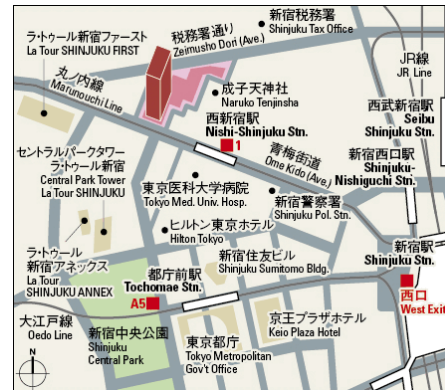 税務署通り
Zeimusho Dori (Ave.)
新宿税務署
Shinjuku Tax Office
ラ・トゥール新宿ファースト
La Tour SHINJUKU FIRST
JR線
JR Line
丸ノ内線
Marunouchi Line
成子天神社
Naruko Tenjinsha
西新宿駅
Nishi-Shinjuku Stn.
1
西武新宿駅
Seibu
Shinjuku Stn.
青梅街道
Ome Kido (Ave.)
新宿西口駅
Shinjuku-
Nishiguchi Stn.
セントラルパークタワー
ラ・トゥール新宿
Central Park Tower
La Tour SHINJUKU
東京医科大学病院
Tokyo Med. Univ. Hosp.
新宿警察署
Shinjuku Pol. Stn.
ヒルトン東京ホテル
Hilton Tokyo
ラ・トゥール
新宿アネックス
La Tour
SHINJUKU ANNEX
新宿住友ビル
Shinjuku Sumitomo Bldg.
新宿駅
Shinjuku Stn.
都庁前駅
Tochomae Stn.
A5
西口
West Exit
大江戸線
Oedo Line
新宿中央公園
Shinjuku
Central Park
京王プラザホテル
Keio Plaza Hotel
東京都庁
Tokyo Metropolitan
Gov't Office
N